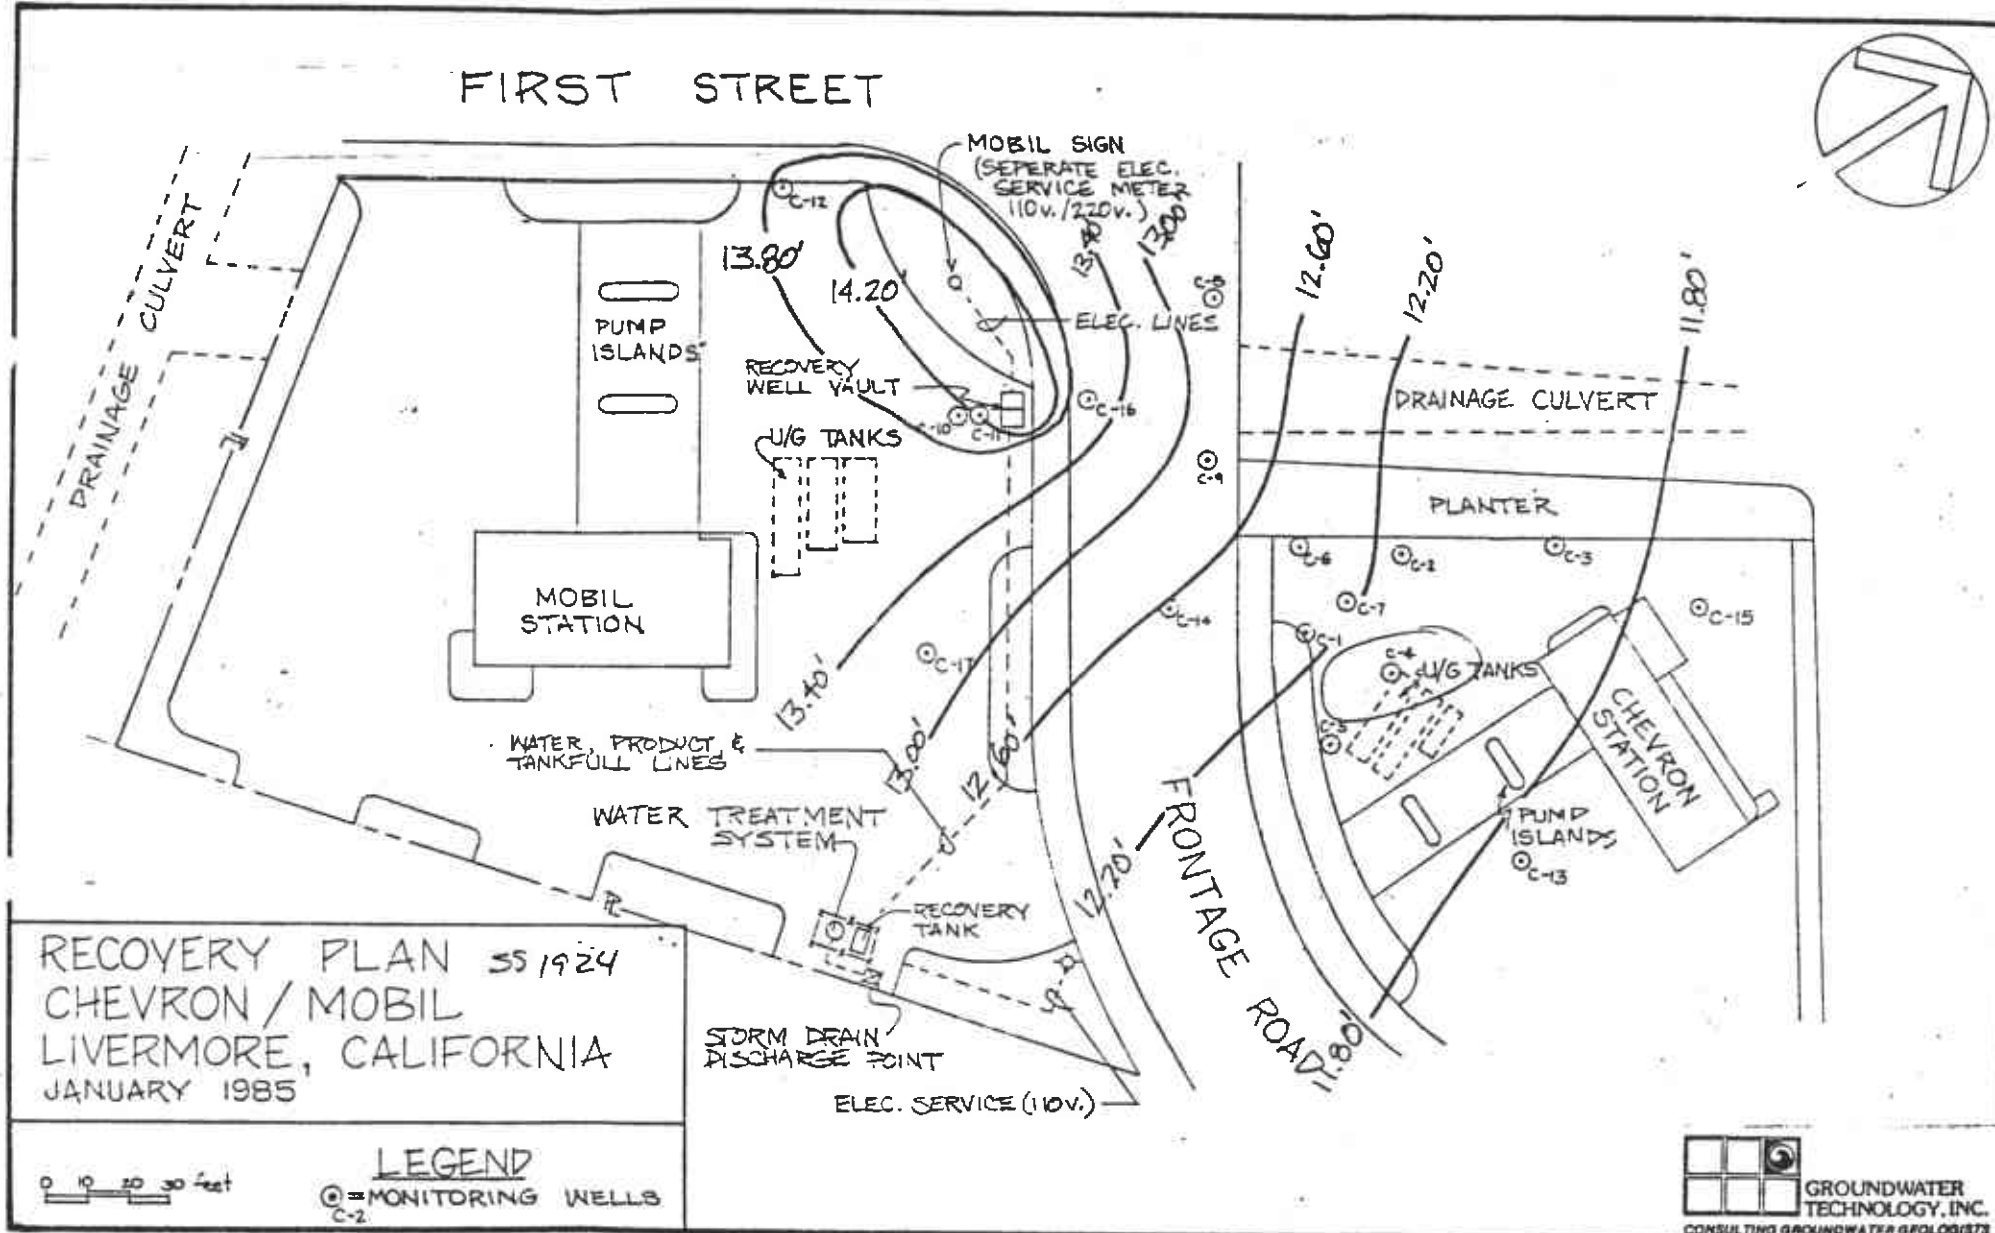 FIRST STREET
MOBIL SIGN
(SEPERATE ELEC.
SERVICE METER
110v./220v.)
C-12
13.80'
14.20'
13.00'
12.60'
12.20'
11.80'
DRAINAGE CULVERT
DRAINAGE CULVERT
PUMP
ISLANDS
ELEC. LINES
RECOVERY
WELL VAULT
C-10
C-11
C-16
C-9
U/G TANKS
DRAINAGE CULVERT
PLANTER
C-6
C-2
C-3
C-7
C-1
C-14
C-15
C-4
U/G TANKS
MOBIL
STATION
C-17
13.40'
13.00'
12.60'
CHEVRON
STATION
WATER, PRODUCT, &
TANKFULL LINES
WATER TREATMENT
SYSTEM
PUMP
ISLANDS
C-13
12.20'
FRONTAGE ROAD
11.80'
RECOVERY
TANK
STORM DRAIN
DISCHARGE POINT
ELEC. SERVICE (110V.)
RECOVERY PLAN SS 1924
CHEVRON / MOBIL
LIVERMORE, CALIFORNIA
JANUARY 1985
LEGEND
0 10 20 30 feet
= MONITORING WELLS
C-2
GROUNDWATER
TECHNOLOGY, INC.
CONSULTING GROUNDWATER GEOLOGISTS